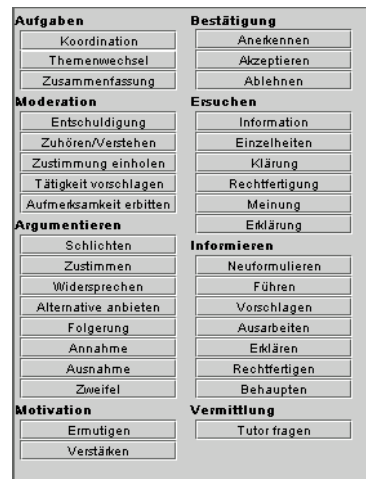 Aufgaben
Koordination
Themenwechsel
Zusammenfassung
Moderation
Entschuldigung
Zuhören/Verstehen
Zustimmung einholen
Tätigkeit vorschlagen
Aufmerksamkeit erbitten
Argumentieren
Schlichten
Zustimmen
Widersprechen
Alternative anbieten
Folgerung
Annahme
Ausnahme
Zweifel
Motivation
Ermutigen
Verstärken
Bestätigung
Anerkennen
Akzeptieren
Ablehnen
Ersuchen
Information
Einzelheiten
Klärung
Rechtfertigung
Meinung
Erklärung
Informieren
Neuformulieren
Führen
Vorschlagen
Ausarbeiten
Erklären
Rechtfertigen
Behaupten
Vermittlung
Tutor fragen